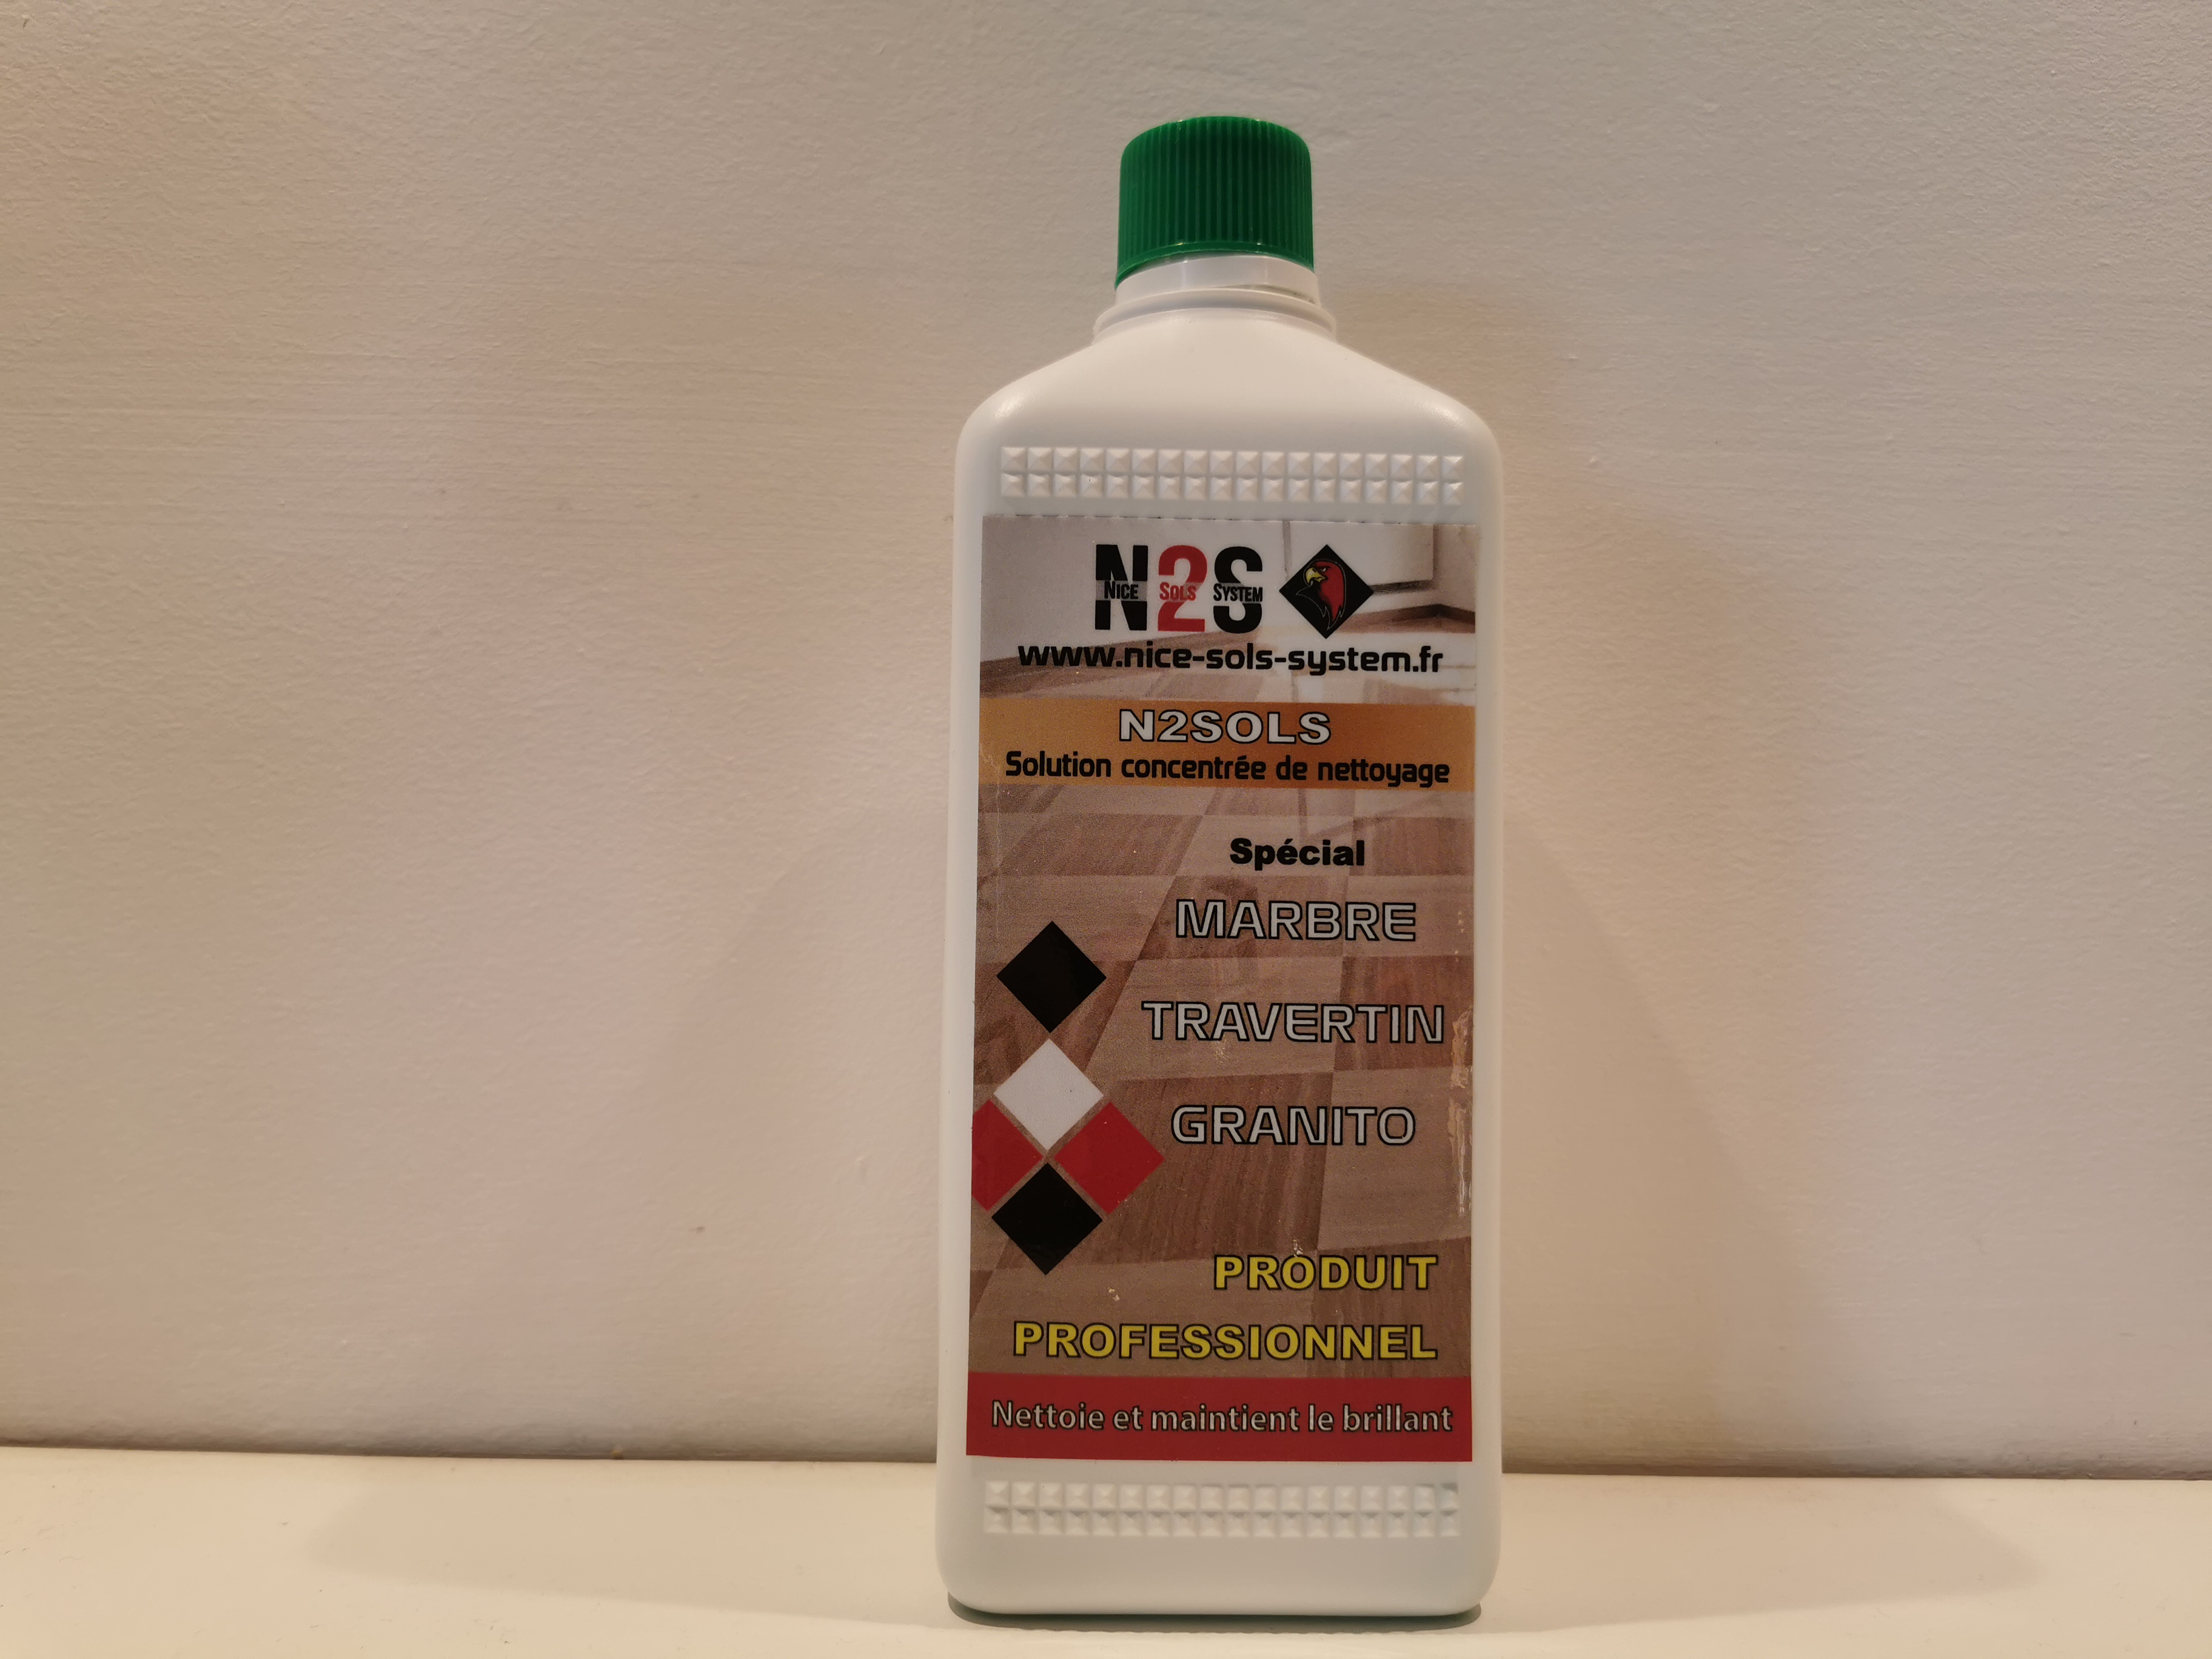 N2S
NICE SOLS SYSTEM
www.nice-sols-system.fr
N2SOLS
Solution concentrée de nettoyage
Spécial
MARBRE
TRAVERTIN
GRANITO
PRODUIT
PROFESSIONNEL
Nettoie et maintient le brillant